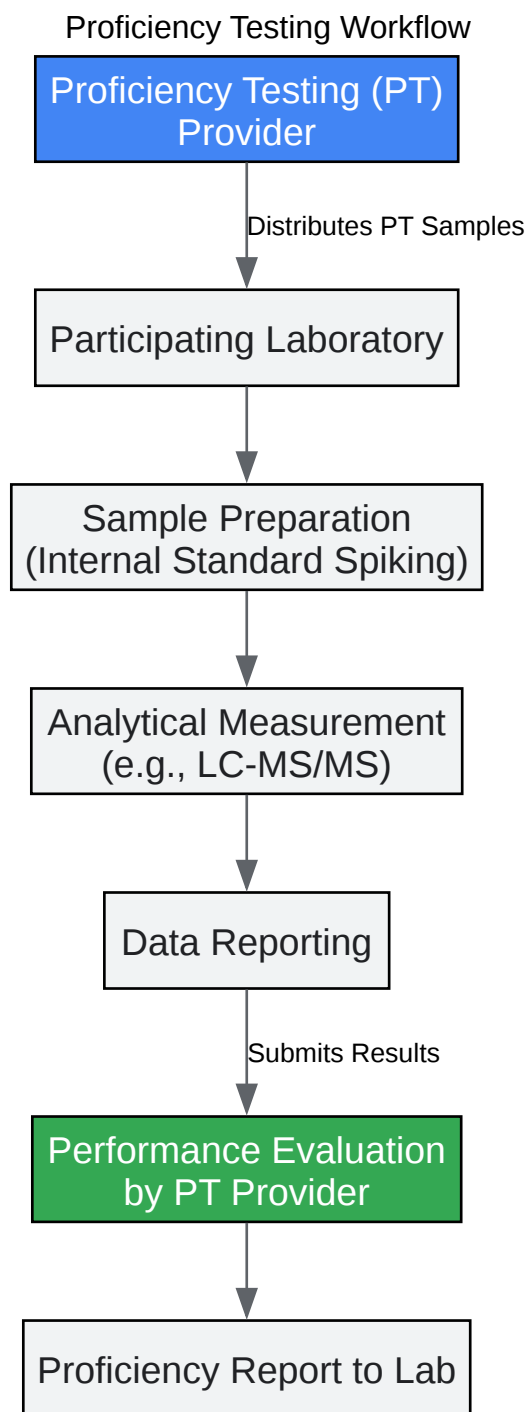 Proficiency Testing Workflow
Proficiency Testing (PT)
Provider
Distributes PT Samples
Participating Laboratory
Sample Preparation
(Internal Standard Spiking)
Analytical Measurement
(e.g., LC-MS/MS)
Data Reporting
Submits Results
Performance Evaluation
by PT Provider
Proficiency Report to Lab